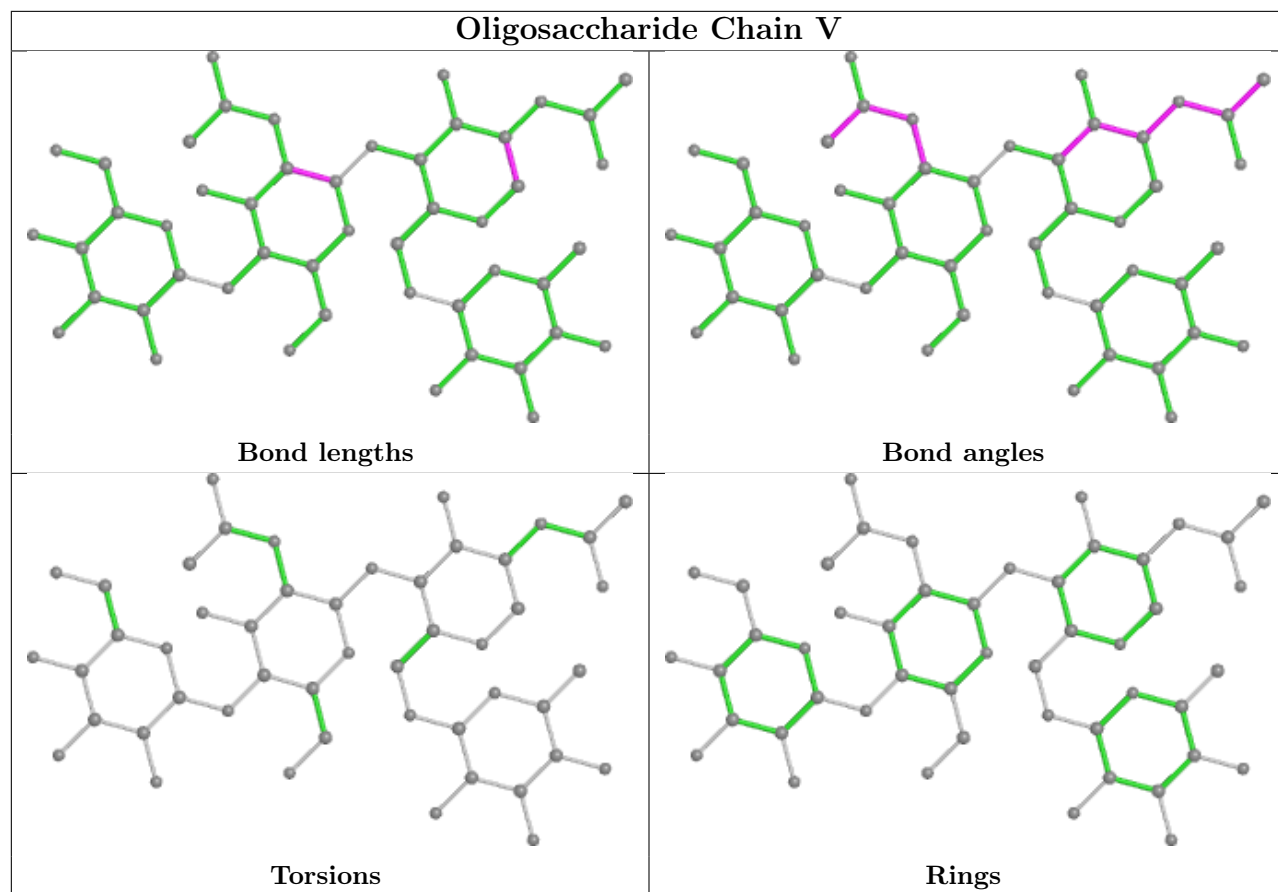 Oligosaccharide Chain V
Bond lengths
Bond angles
Torsions
Rings